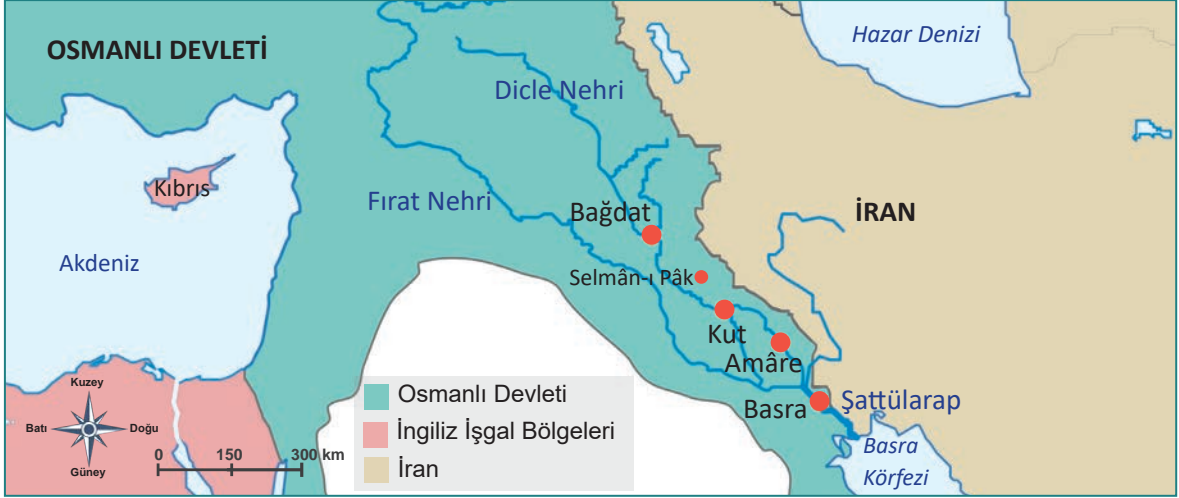 OSMANLI DEVLETİ
Hazar Denizi
Dicle Nehri
Kıbrıs
Fırat Nehri
Bağdat
İRAN
Akdeniz
Selmân-ı Pâk
Kut
Amâre
Basra
Şattülarap
Basra
Körfezi
Kuzey
Batı
Doğu
Güney
0 150 300 km
Osmanlı Devleti
İngiliz İşgal Bölgeleri
İran